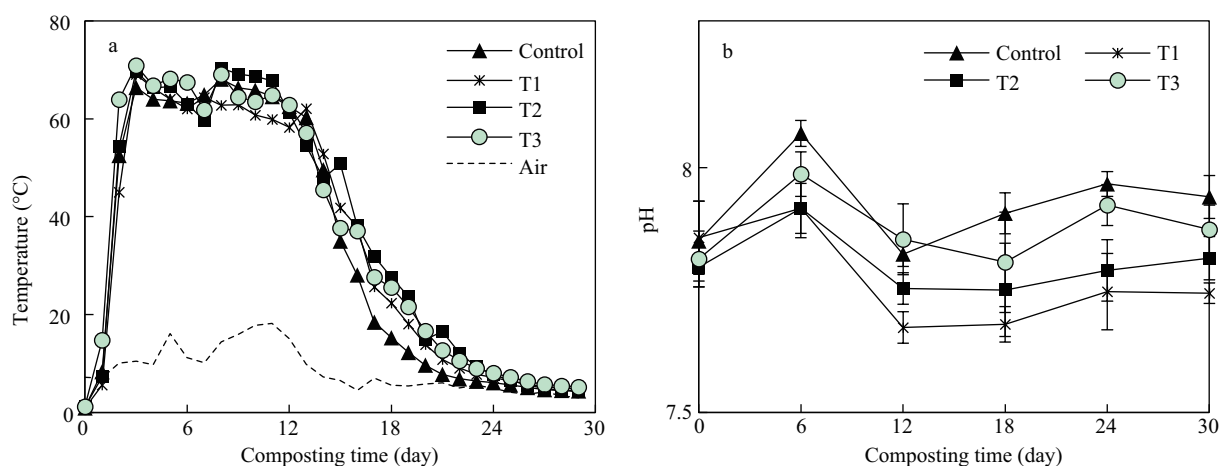 a
Temperature (°C)
80
60
40
20
0
0 6 12 18 24 30
Composting time (day)
Control
T1
T2
T3
Air
b
pH
8
7.5
0 6 12 18 24 30
Composting time (day)
Control T1
T2 T3